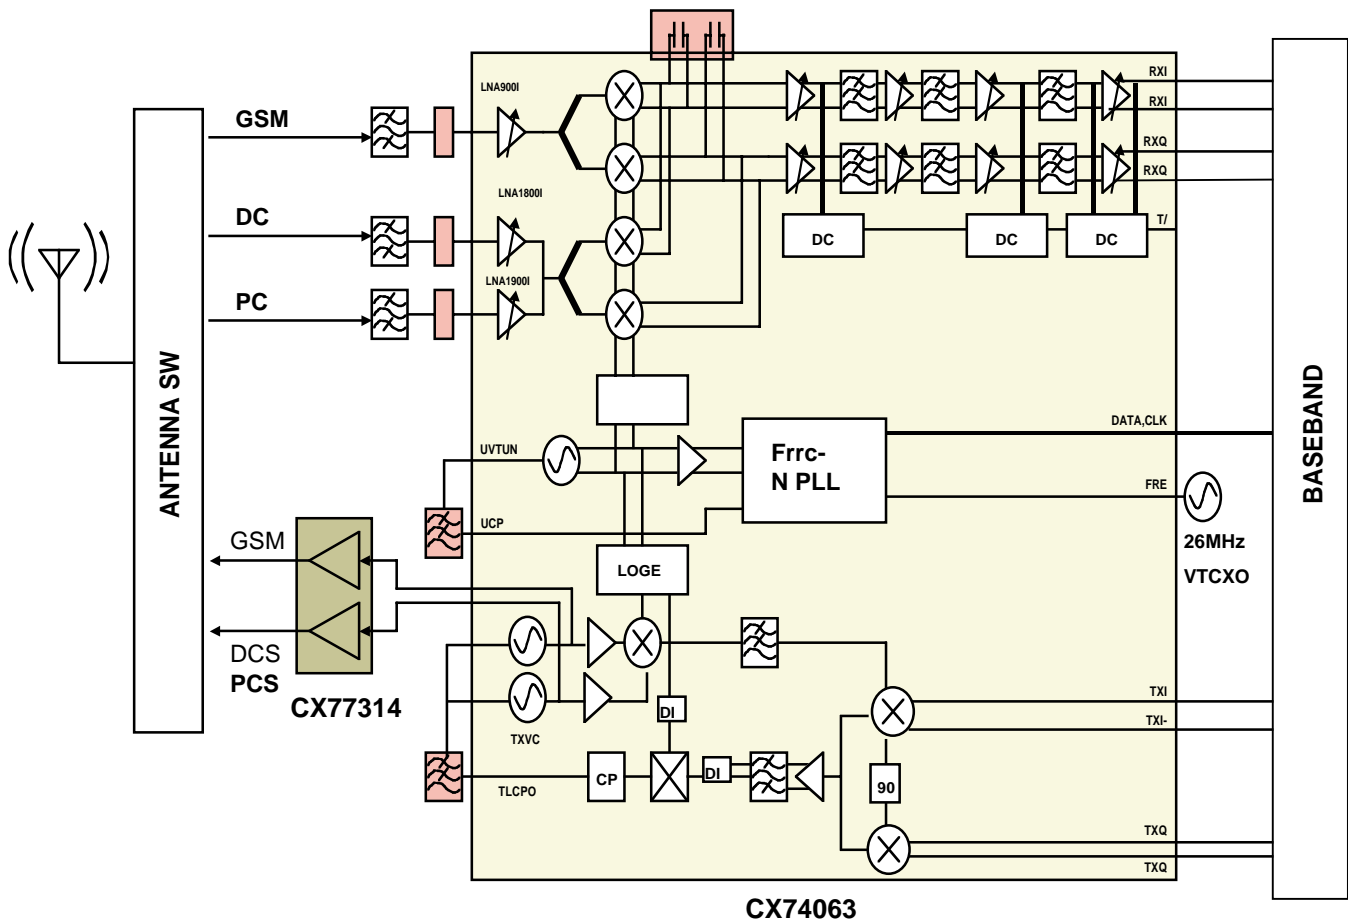 LNA900I
RXI
RXI
GSM
RXQ
RXQ
LNA1800I
DC
T/
DC
DC
DC
LNA1900I
PC
ANTENNA SW
BASEBAND
DATA,CLK
UVTUN
Frrc-
N PLL
FRE
UCP
26MHz
VTCXO
GSM
LOGE
DCS
PCS
CX77314
TXI
DI
TXI-
TXVC
DI
CP
TLCPO
90
TXQ
TXQ
CX74063